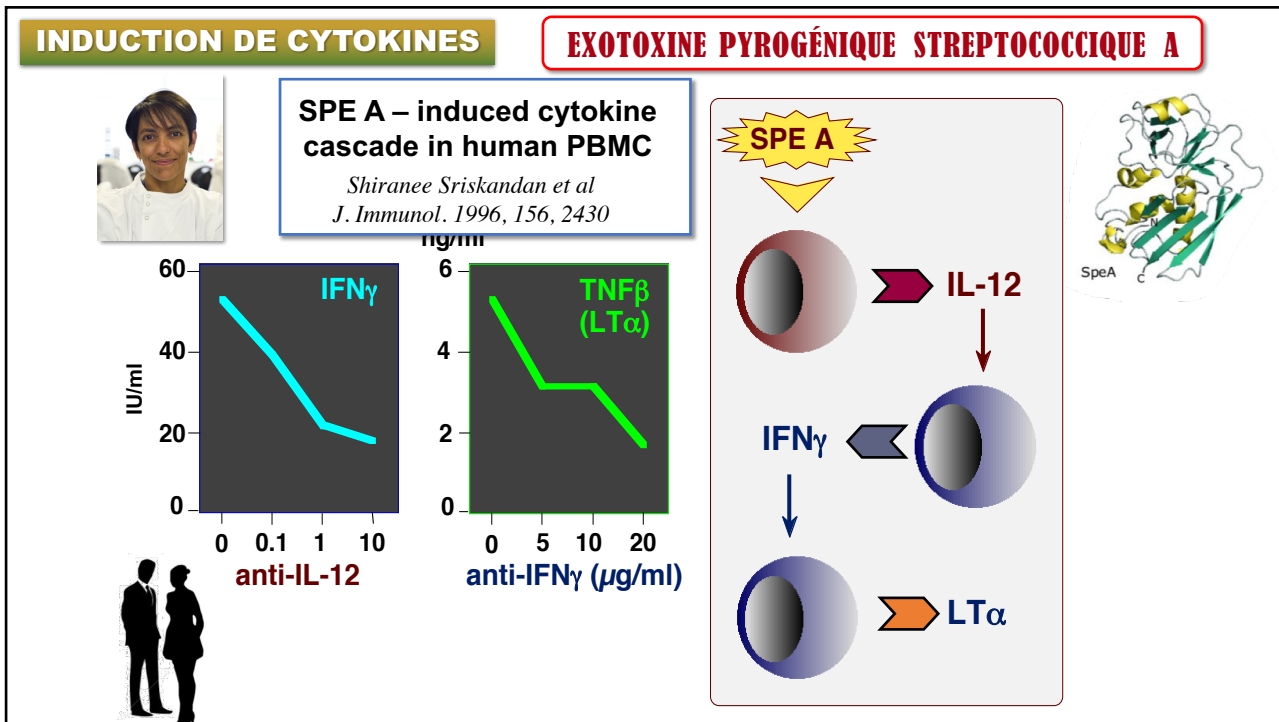 INDUCTION DE CYTOKINES
EXOTOXINE PYROGÉNIQUE STREPTOCOCCIQUE A
SPE A – induced cytokine
cascade in human PBMC
Shiranee Sriskandan et al
J. Immunol. 1996, 156, 2430
ng/ml
IU/ml
60
40
20
0
IFNγ
0 0.1 1 10
anti-IL-12
6
4
2
0
TNFβ
(LTα)
0 5 10 20
anti-IFNγ (µg/ml)
SPE A
IL-12
IFNγ
LTα
N
SpeA C